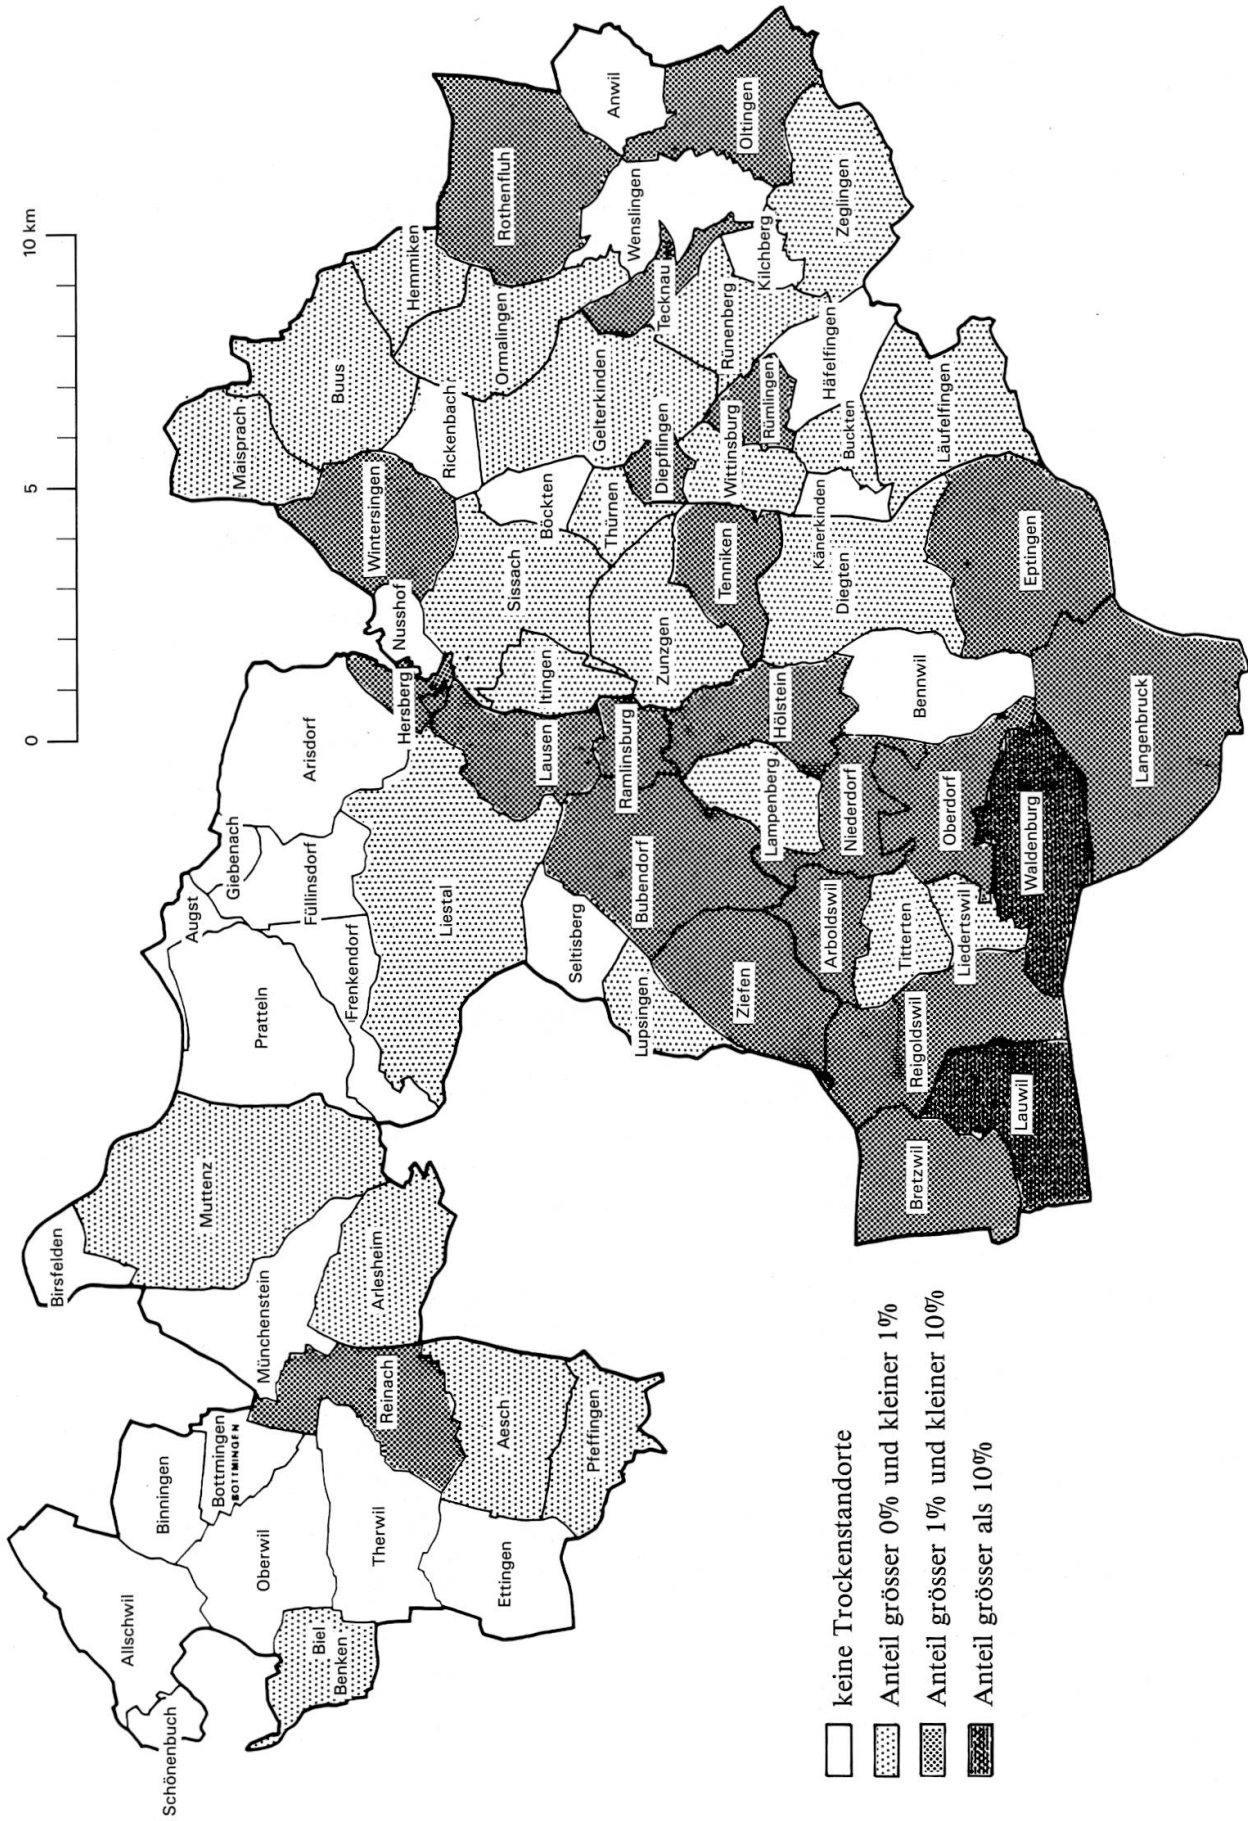 0
5
10 km
Schönenbuch
Allschwil
Binningen
Bottmingen
BOTTMINGEN
Oberwil
Biel
Benken
Therwil
Ettingen
Reinach
Aesch
Pfeffingen
Birsfelden
Münchenstein
Arlesheim
Muttenz
Pratteln
Augst
Giebenach
Füllinsdorf
Frenkendorf
Arisdorf
Liestal
Hersberg
Lausen
Seltisberg
Lupsingen
Bubendorf
Ramlinsburg
Ziefen
Nusshof
Wintersingen
Maisprach
Buus
Hemmiken
Rickenbach
Ormalingen
Rothenfluh
Anwil
Sissach
Itingen
Böckten
Thürnen
Gelterkinden
Wenslingen
Tecknau
Oltingen
Zunzgen
Diepflingen
Wittinsburg
Rünenberg
Kilchberg
Rümlingen
Zeglingen
Tenniken
Häfelfingen
Buckten
Känerkinden
Läufelfingen
Diegten
Hölstein
Lampenberg
Niederdorf
Arboldswil
Titterten
Liedertswil
Oberdorf
Bennwil
Eptingen
Reigoldswil
Bretzwil
Lauwil
Waldenburg
Langenbruck
keine Trockenstandorte
Anteil grösser 0% und kleiner 1%
Anteil grösser 1% und kleiner 10%
Anteil grösser als 10%